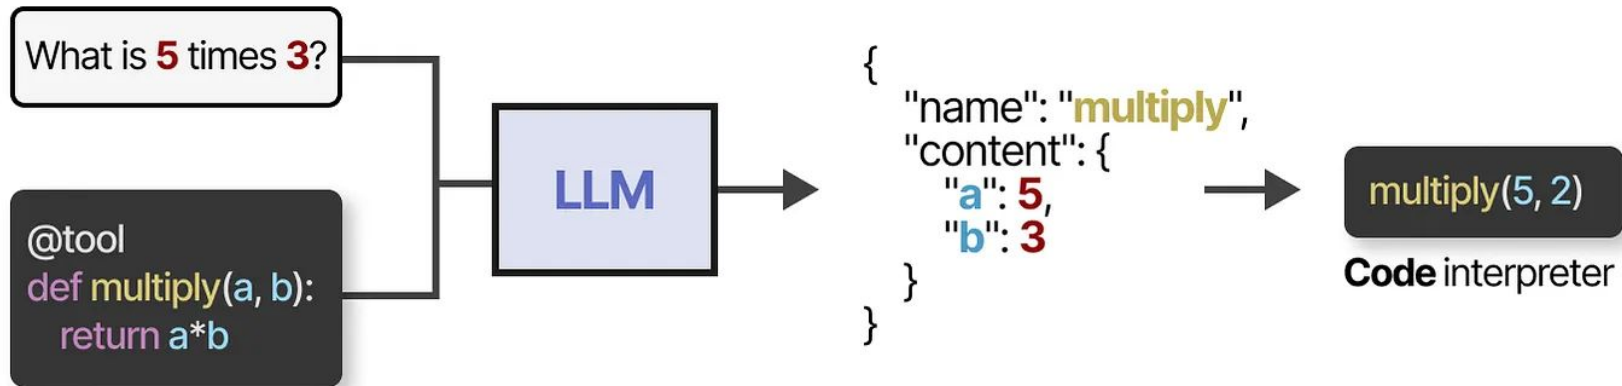 What is 5 times 3?
@tool
def multiply(a, b):
return a*b
LLM
{
"name": "multiply",
"content": {
"a": 5,
"b": 3
}
}
multiply(5, 2)
Code interpreter